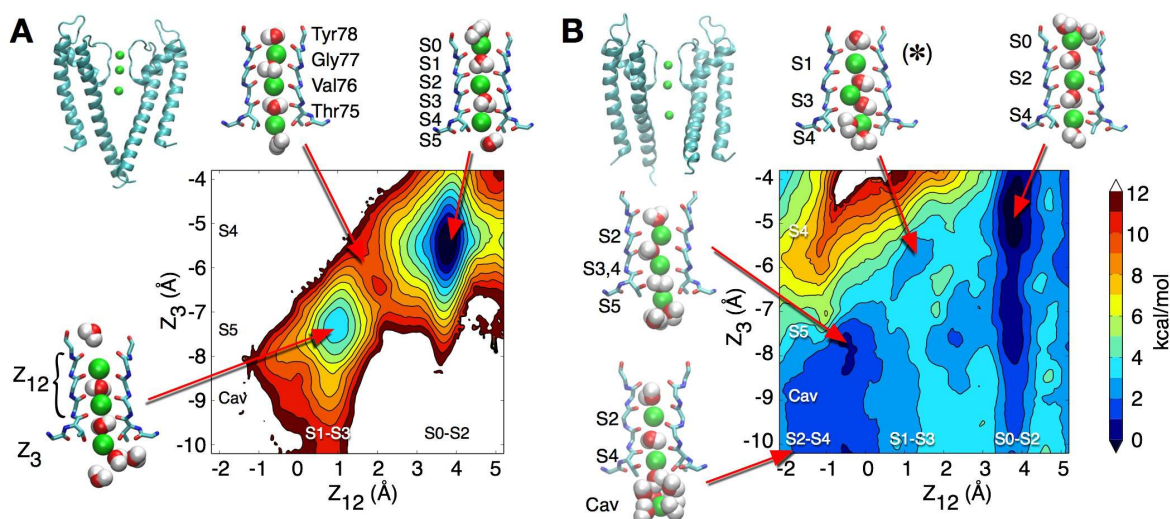 A
Tyr78
Gly77
Val76
Thr75
S0
S1
S2
S3
S4
S5
Z12
Z3
-4
-5
-6
-7
-8
-9
-10
Z3 (Å)
S4
S5
Cav
S1-S3
S0-S2
-2
-1
0
1
2
3
4
5
Z12 (Å)
B
S1
S3
S4
(*)
S0
S2
S4
S2
S3,4
S5
S2
S4
Cav
-4
-5
-6
-7
-8
-9
-10
Z3 (Å)
S4
S5
Cav
S2-S4
S1-S3
S0-S2
-2
-1
0
1
2
3
4
5
Z12 (Å)
12
10
8
6
4
2
0
kcal/mol